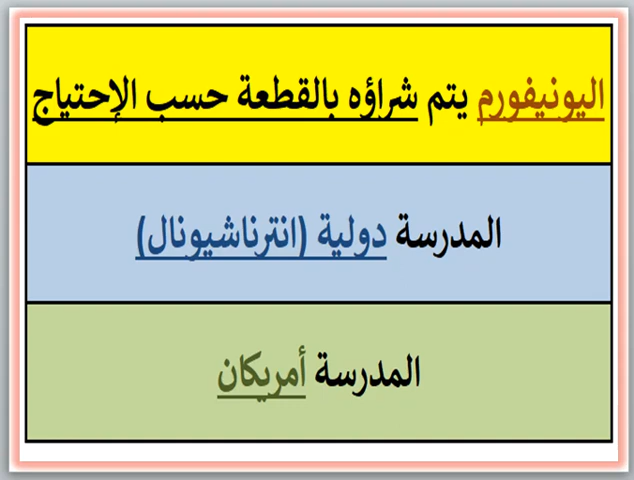 اليونيفورم يتم شراؤه بالقطعة حسب الإحتياج
المدرسة دولية (انترناشيونال)
المدرسة أمريكان